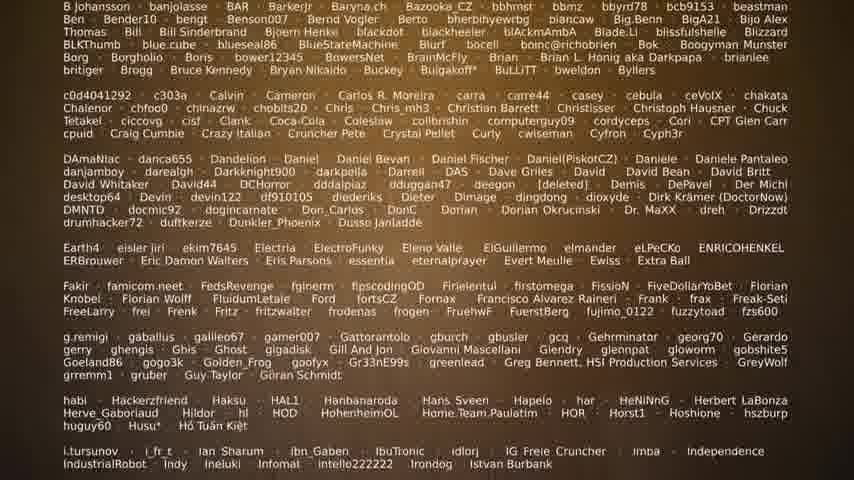 B Johansson · banjolasse · BAR · BarkerJr · Baryna.ch · Bazooka_CZ · bbhmst · bbmz · bbyrd78 · bcb9153 · beastman
Ben · Bender10 · bengt · Benson007 · Bernd Vogler · Berto · bherbihyewrbg · biancaw · Big.Benn · BigA21 · Bijo Alex
Thomas · Bill · Bill Sinderbrand · Bjoern Henke · blackdot · blackheeler · blAckmAmbA · Blade.Li · blissfulshelle · Blizzard
BLKThumb · blue.cube · blueseal86 · BlueStateMachine · Blurf · bocell · boinc@richobrien · Bok · Boogyman Munster
Borg · Borgholio · Boris · bower12345 · BowersNet · BrainMcFly · Brian · Brian L. Honig aka Darkpapa · brianlee
britiger · Brogg · Bruce Kennedy · Bryan Nikaido · Buckey · Bulgakoff* · BuLLiTT · bweldon · Byllers
c0d4041292 · c303a · Calvin · Cameron · Carlos R. Moreira · carra · carre44 · casey · cebula · ceVoIX · chakata
Chalenor · chfoo0 · chinazrw · choblts20 · Chris · Chris_mh3 · Christian Barrett · Christisser · Christoph Hausner · Chuck
Tetakel · ciccovg · cisf · Clank · Coca-Cola · Coleslaw · collbrishin · computerguy09 · cordyceps · Cori · CPT Glen Carr
cpuid · Craig Cumbie · Crazy Italian · Cruncher Pete · Crystal Pellet · Curly · cwiseman · Cyfron · Cyph3r
DAmaNiac · danca655 · Dandelion · Daniel · Daniel Bevan · Daniel Fischer · Daniel(PiskotCZ) · Daniele · Daniele Pantaleo
danjamboy · darealgh · Darkknight900 · darkpella · Darrell · DAS · Dave Griles · David · David Bean · David Britt ·
David Whitaker · David44 · DCHorror · dddalpiaz · dduggan47 · deegon · [deleted] · Demis · DePavel · Der Michl
desktop64 · Devin · devin122 · df910105 · diederiks · Dieter · Dimage · dingdong · dioxyde · Dirk Krämer (DoctorNow)
DMNTD · docmic92 · dogincarnate · Don_Carlos · DonC · Dorian · Dorian Okrucinski · Dr. MaXX · dreh · Drizzdt
drumhacker72 · duftkerze · Dunkler_Phoenix · Dusso Janladde
Earth4 · eisler jiri · ekim7645 · Electria · ElectroFunky · Eleno Valle · ElGuillermo · elmander · eLPeCKo · ENRICOHENKEL
ERBrouwer · Eric Damon Walters · Eris Parsons · essentia · eternalprayer · Evert Meulle · Ewiss · Extra Ball
Fakir · famicom.neet · FedsRevenge · fginerm · fipscodingOD · Firielentul · firstomega · FissioN · FiveDollarYoBet · Florian
Knobel · Florian Wolff · FluidumLetale · Ford · fortsCZ · Fornax · Francisco Alvarez Raineri · Frank · frax · Freak-Seti
FreeLarry · frei · Frenk · Fritz · fritzwalter · frodenas · frogen · FruehwF · FuerstBerg · fujimo_0122 · fuzzytoad · fzs600
g.remigi · gaballus · galileo67 · gamer007 · Gattorantolo · gburch · gbusler · gcq · Gehrminator · georg70 · Gerardo
gerry · ghengis · Ghis · Ghost · gigadisk · Gill And Jon · Giovanni Mascellani · Glendry · glennpat · gloworm · gobshite5
Goeland86 · gogo3k · Golden_Frog · goofyx · Gr33nE99s · greenlead · Greg Bennett, HSI Production Services · GreyWolf
grremm1 · gruber · Guy Taylor · Göran Schmidt
habi · Hackerzfriend · Haksu · HAL1 · Hanbanaroda · Hans Sveen · Hapelo · har · HeNiNnG · Herbert LaBonza
Herve_Gaboriaud · Hildor · hl · HOD · HohenheimOL · Home.Team.Paulatim · HOR · Horst1 · Hoshione · hszburp
huguy60 · Husu* · Hồ Tuấn Kiệt
i.tursunov · i_fr_t · Ian Sharum · ibn_Gaben · IbuTronic · idlorj · IG Freie Cruncher · imba · Independence ·
IndustrialRobot · Indy · Ineluki · Infomat · intello222222 · Irondog · Istvan Burbank